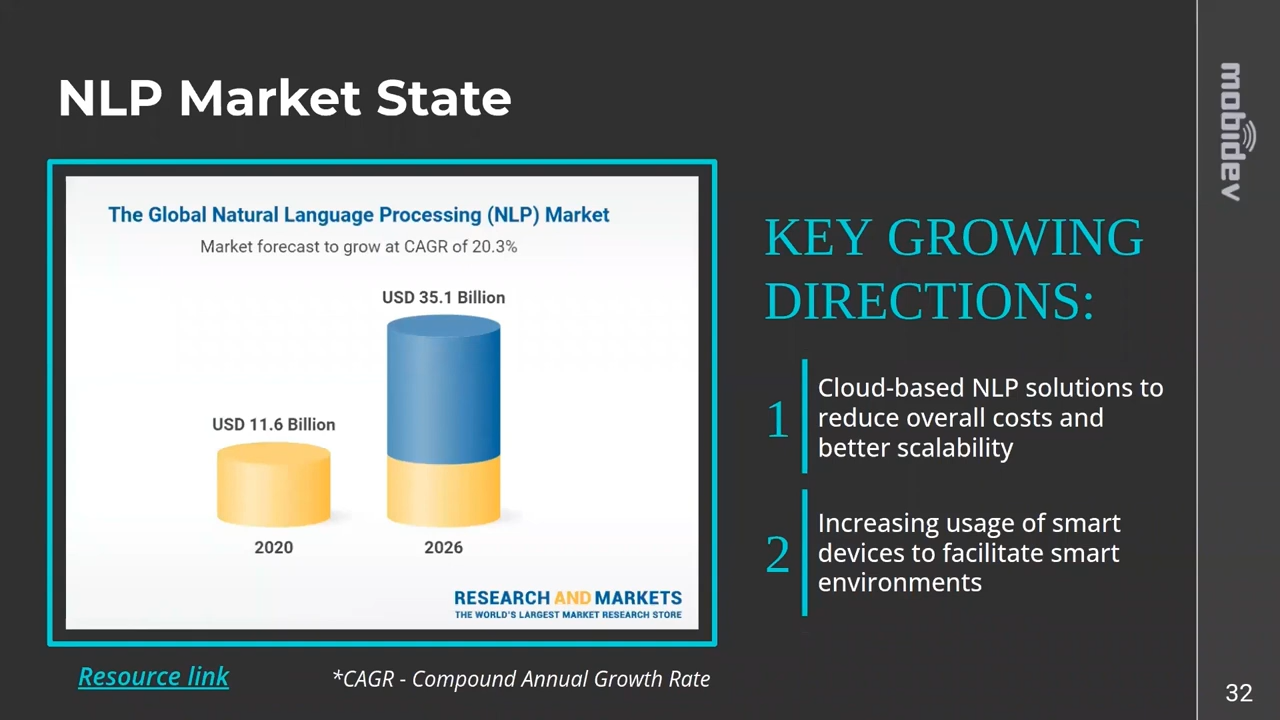 NLP Market State
The Global Natural Language Processing (NLP) Market
Market forecast to grow at CAGR of 20.3%
USD 35.1 Billion
USD 11.6 Billion
2020
2026
RESEARCH AND MARKETS
THE WORLD'S LARGEST MARKET RESEARCH STORE
Resource link
*CAGR - Compound Annual Growth Rate
KEY GROWING
DIRECTIONS:
1
Cloud-based NLP solutions to
reduce overall costs and
better scalability
2
Increasing usage of smart
devices to facilitate smart
environments
mobidev
32